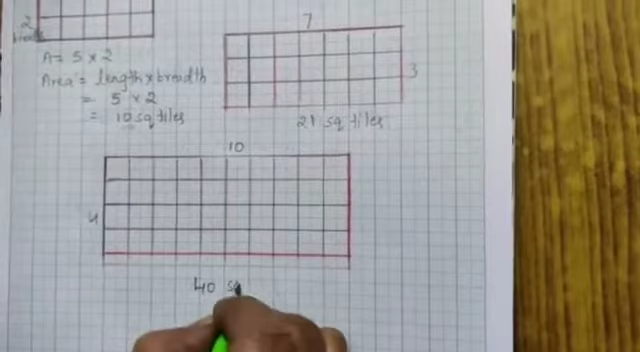 2
A = 5 x 2
Area = length x breadth
= 5 x 2
= 10 sq tiles
7
3
21 sq tiles
10
4
40 sq